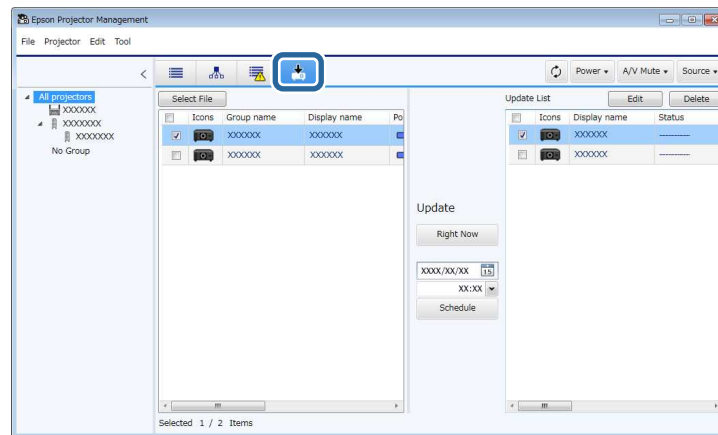 Epson Projector Management
File Projector Edit Tool
<
Power A/V Mute Source
All projectors
XXXXXX
XXXXXXX
XXXXXXX
No Group
Select File
Icons Group name Display name Po
XXXXXX XXXXXX
XXXXXX XXXXXX
Update
Right Now
XXXX/XX/XX 15
XX:XX
Schedule
Update List Edit Delete
Icons Display name Status
XXXXXX ----------
XXXXXX ----------
Selected 1 / 2 Items